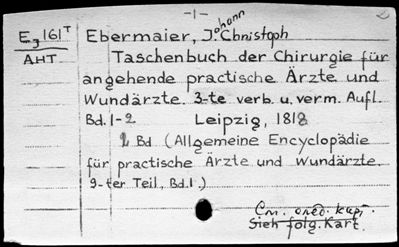 -1-
E₃161ᵀ Ebermaier, Johann Christoph
AHT Taschenbuch der Chirurgie für
angehende practische Ärzte und
Wundärzte. 3-te verb. u. verm. Aufl.
Bd. 1-2 Leipzig, 1818
2 Bd. (Allgemeine Encyclopädie
für practische Ärzte und Wundärzte.
9-ter Teil, Bd. 1.)
См. след. карт.
Sieh folg. Kart.